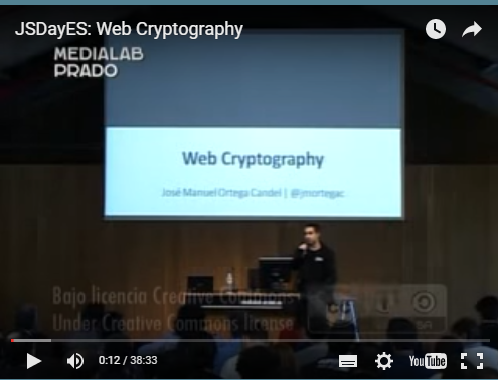 JSDayES: Web Cryptography
MEDIALAB
PRADO
Web Cryptography
José Manuel Ortega Candel | @jmortegac
Bajo licencia Creative Commons
Under Creative Commons license
0:12 / 38:33
YouTube